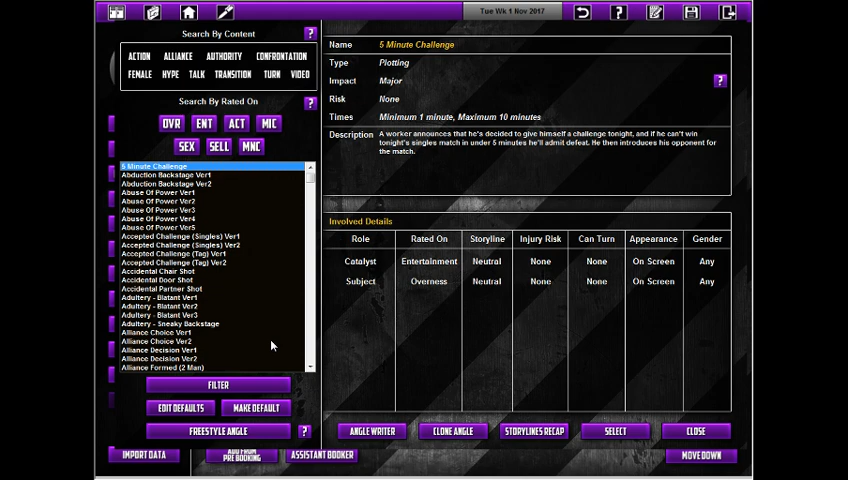 Tue Wk 1 Nov 2017
?
Search By Content
?
ACTION ALLIANCE AUTHORITY CONFRONTATION
FEMALE HYPE TALK TRANSITION TURN VIDEO
Search By Rated On
?
OVR ENT ACT MIC
SEX SELL MNC
5 Minute Challenge
Abduction Backstage Ver1
Abduction Backstage Ver2
Abuse Of Power Ver1
Abuse Of Power Ver2
Abuse Of Power Ver3
Abuse Of Power Ver4
Abuse Of Power Ver5
Accepted Challenge (Singles) Ver1
Accepted Challenge (Singles) Ver2
Accepted Challenge (Tag) Ver1
Accepted Challenge (Tag) Ver2
Accidental Chair Shot
Accidental Door Shot
Accidental Partner Shot
Adultery - Blatant Ver1
Adultery - Blatant Ver2
Adultery - Blatant Ver3
Adultery - Sneaky Backstage
Alliance Choice Ver1
Alliance Choice Ver2
Alliance Decision Ver1
Alliance Decision Ver2
Alliance Formed (2 Man)
FILTER
EDIT DEFAULTS MAKE DEFAULT
FREESTYLE ANGLE ?
Name 5 Minute Challenge
Type Plotting
Impact Major ?
Risk None
Times Minimum 1 minute, Maximum 10 minutes
Description A worker announces that he's decided to give himself a challenge tonight, and if he can't win
tonight's singles match in under 5 minutes he'll admit defeat. He then introduces his opponent for
the match.
Involved Details
Role Rated On Storyline Injury Risk Can Turn Appearance Gender
Catalyst Entertainment Neutral None None On Screen Any
Subject Overness Neutral None None On Screen Any
ANGLE WRITER CLONE ANGLE STORYLINES RECAP SELECT CLOSE
IMPORT DATA ADD FROM PRE BOOKING ASSISTANT BOOKER MOVE DOWN